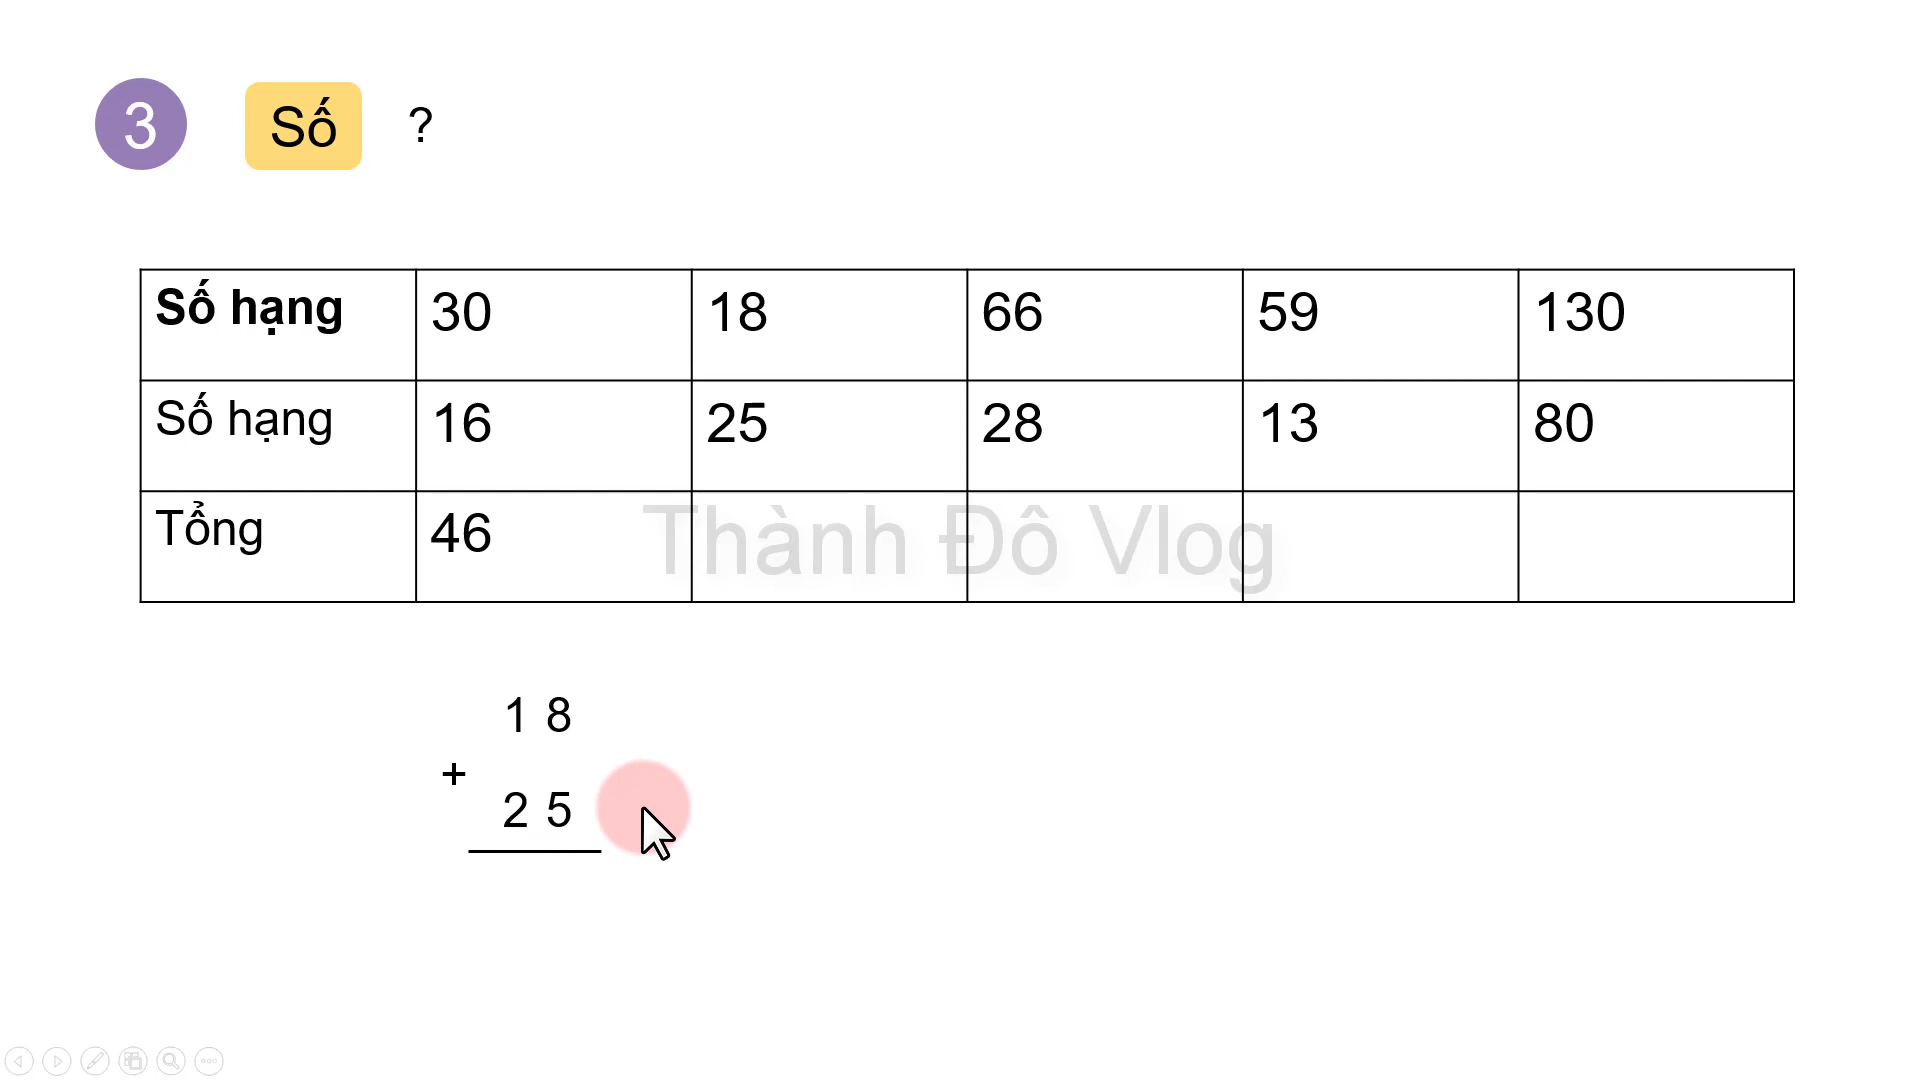 3 Số ?
Số hạng 30 18 66 59 130
Số hạng 16 25 28 13 80
Tổng 46
Thành Đô Vlog
1 8
+
2 5